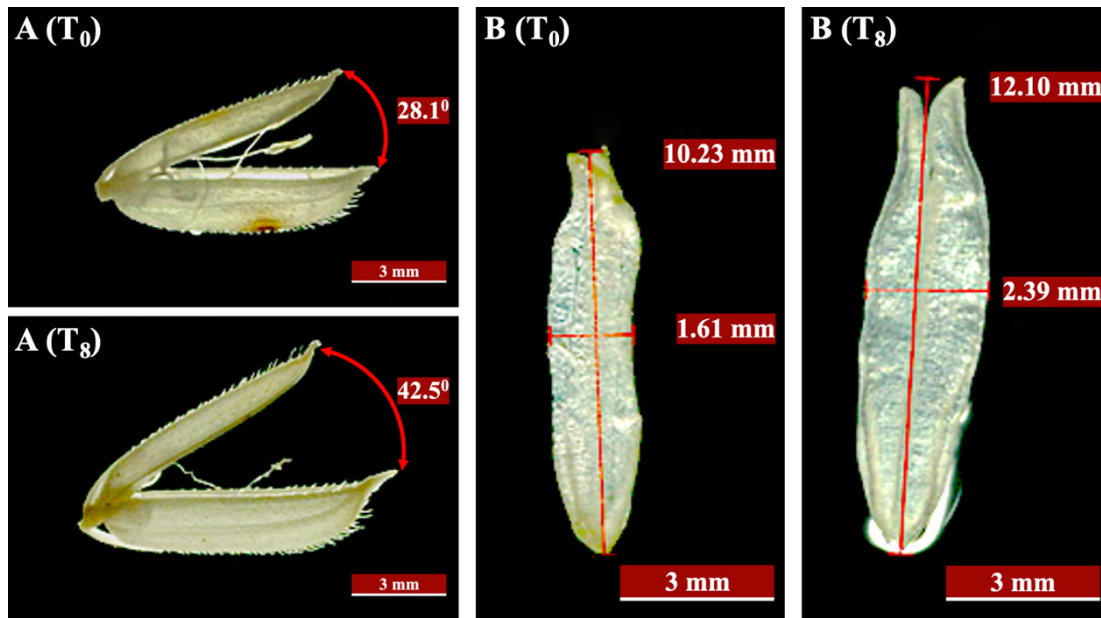 A (T₀)
28.1⁰
3 mm
A (T₈)
42.5⁰
3 mm
B (T₀)
10.23 mm
1.61 mm
3 mm
B (T₈)
12.10 mm
2.39 mm
3 mm